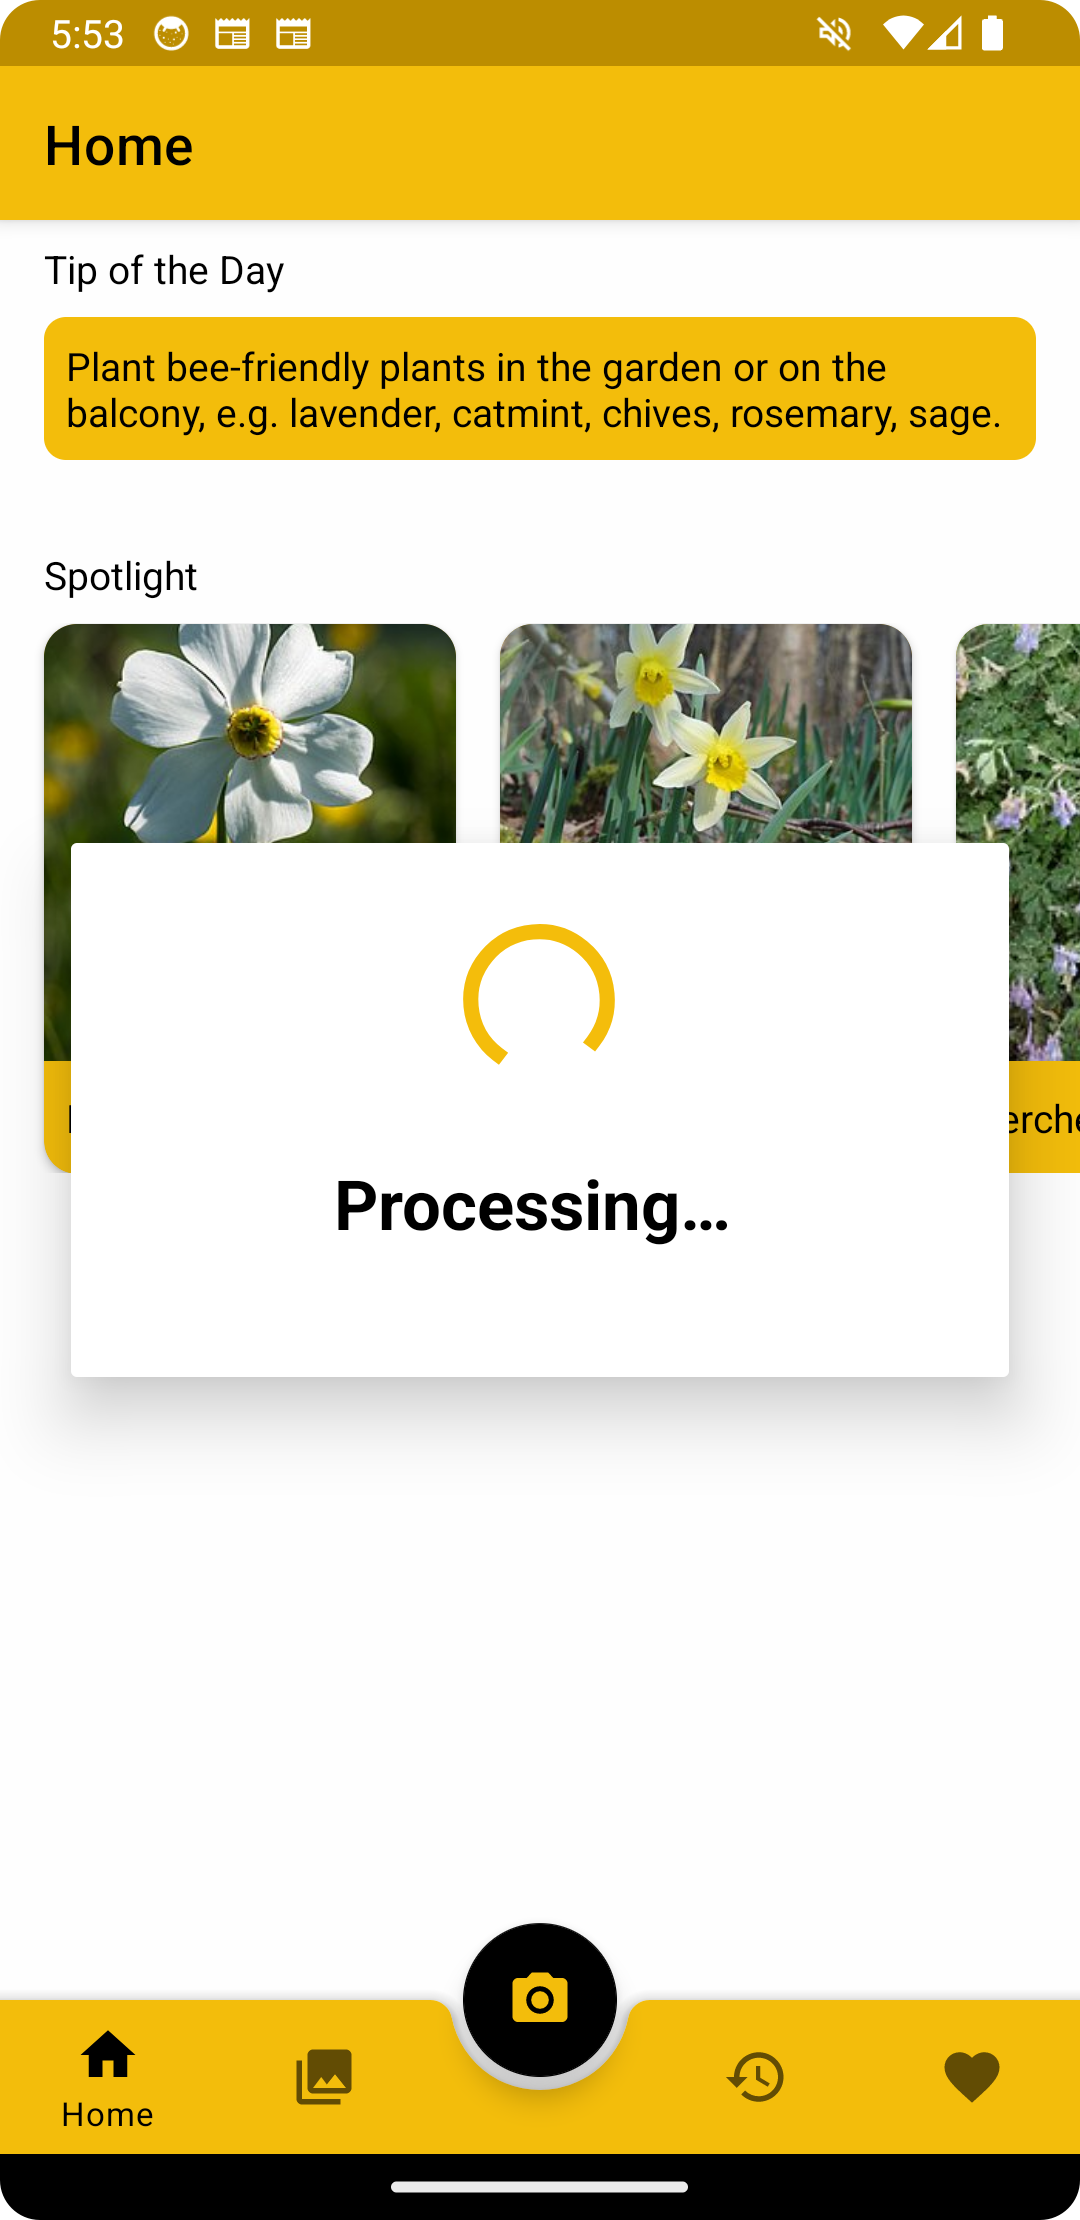 5:53
Home
Tip of the Day
Plant bee-friendly plants in the garden or on the
balcony, e.g. lavender, catmint, chives, rosemary, sage.
Spotlight
Processing...
Home